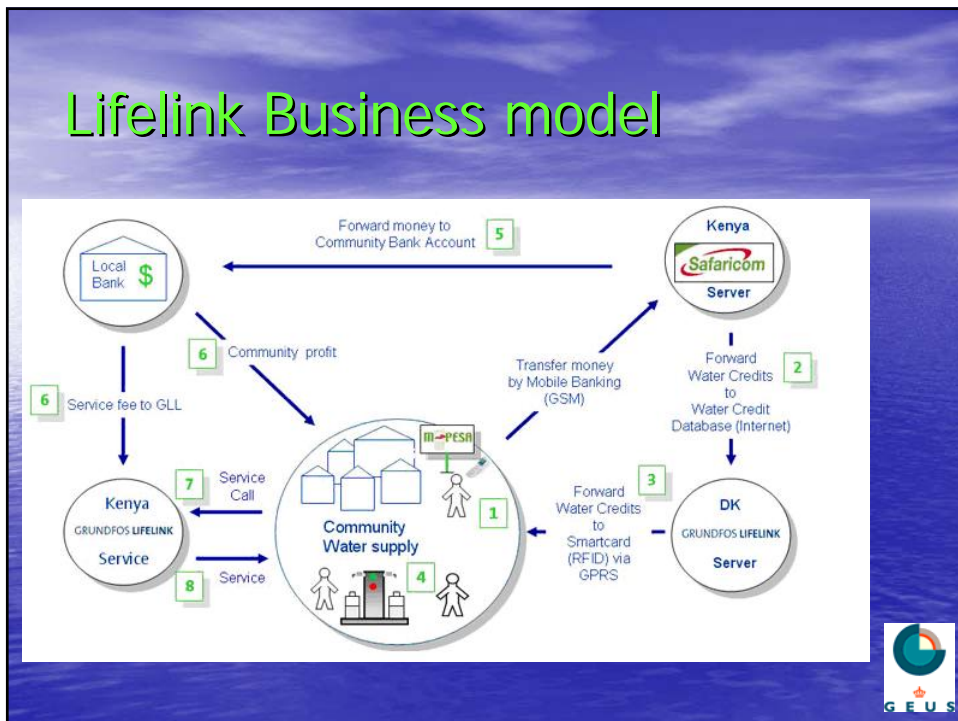 Lifelink Business model
Forward money to
Community Bank Account
5
Kenya
Safaricom
Server
Local
Bank
$
6
Community profit
Transfer money
by Mobile Banking
(GSM)
Forward
Water Credits
to
Water Credit
Database (Internet)
2
6
Service fee to GLL
M-PESA
7
Service
Call
Kenya
GRUNDFOS LIFELINK
Service
8
Service
1
Community
Water supply
4
Forward
Water Credits
to
Smartcard
(RFID) via
GPRS
3
DK
GRUNDFOS LIFELINK
Server
G E U S